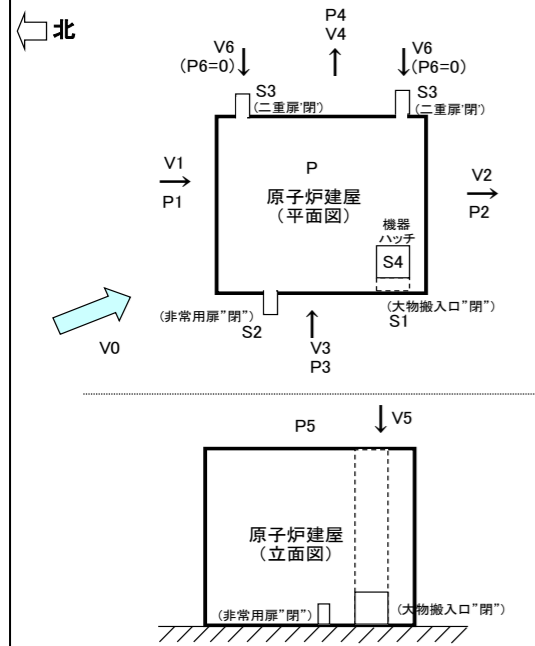 北
P4
V4
V6
(P6=0)
V6
(P6=0)
S3
(二重扉'閉')
S3
(二重扉'閉')
V1
P1
P
原子炉建屋
(平面図)
V2
P2
機器
ハッチ
S4
(非常用扉"閉")
S2
(大物搬入口"閉")
S1
V0
V3
P3
P5
V5
原子炉建屋
(立面図)
(非常用扉"閉")
(大物搬入口"閉")